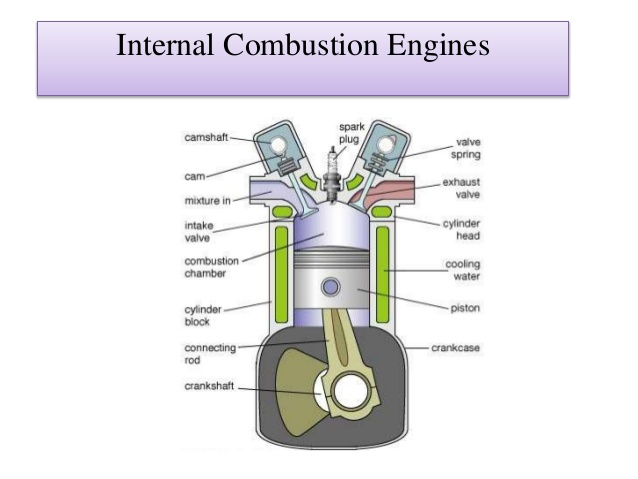 Internal Combustion Engines
camshaft
cam
mixture in
intake
valve
combustion
chamber
cylinder
block
connecting
rod
crankshaft
spark
plug
valve
spring
exhaust
valve
cylinder
head
cooling
water
piston
crankcase